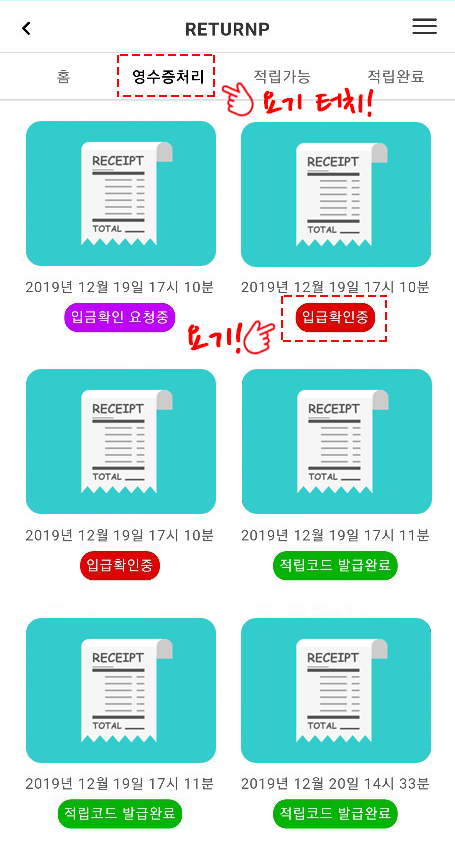 RETURNP
홈 영수증처리 적립가능 적립완료
요기 터치!
RECEIPT RECEIPT
TOTAL TOTAL
2019년 12월 19일 17시 10분 2019년 12월 19일 17시 10분
입금확인 요청중 입급확인중
요기!
RECEIPT RECEIPT
TOTAL TOTAL
2019년 12월 19일 17시 10분 2019년 12월 19일 17시 11분
입급확인중 적립코드 발급완료
RECEIPT RECEIPT
TOTAL TOTAL
2019년 12월 19일 17시 11분 2019년 12월 20일 14시 33분
적립코드 발급완료 적립코드 발급완료